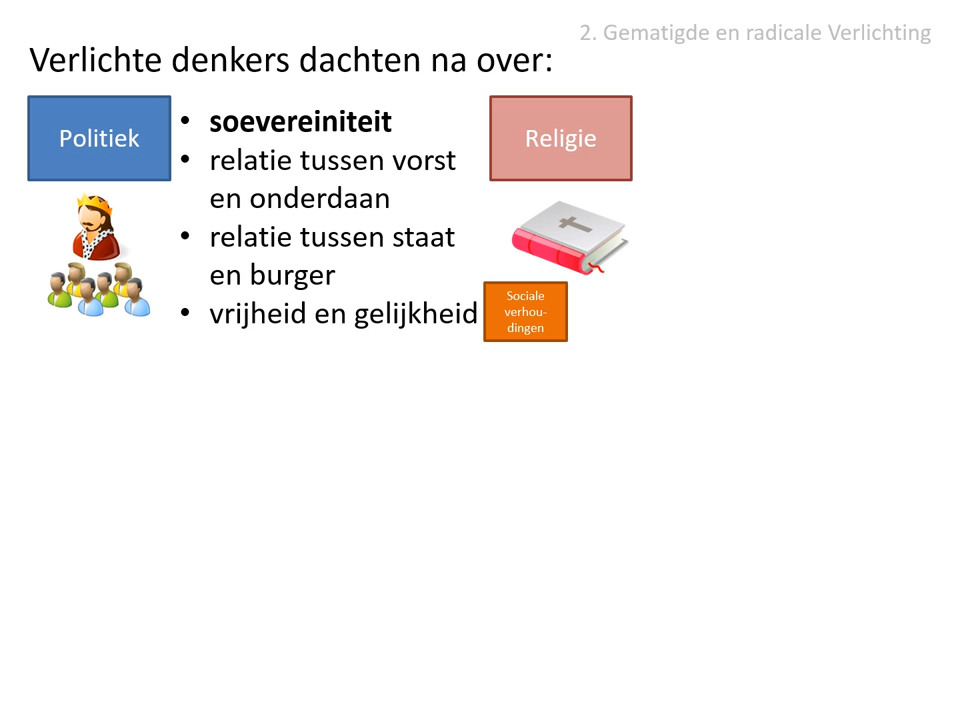 2. Gematigde en radicale Verlichting
Verlichte denkers dachten na over:
Politiek
• soevereiniteit
• relatie tussen vorst
en onderdaan
• relatie tussen staat
en burger
• vrijheid en gelijkheid
Religie
Sociale
verhou-
dingen